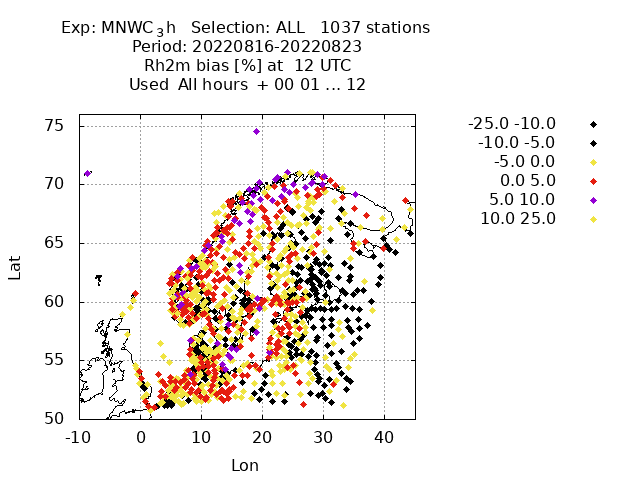 Exp: MNWC_3h Selection: ALL 1037 stations
Period: 20220816-20220823
Rh2m bias [%] at 12 UTC
Used All hours + 00 01 ... 12
-25.0 -10.0
-10.0 -5.0
-5.0 0.0
0.0 5.0
5.0 10.0
10.0 25.0
75
70
65
60
55
50
Lat
-10 0 10 20 30 40
Lon